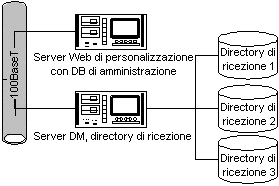 100BaseT
Server Web di personalizzazione
con DB di amministrazione
Server DM, directory di ricezione
Directory di
ricezione 1
Directory di
ricezione 2
Directory di
ricezione 3